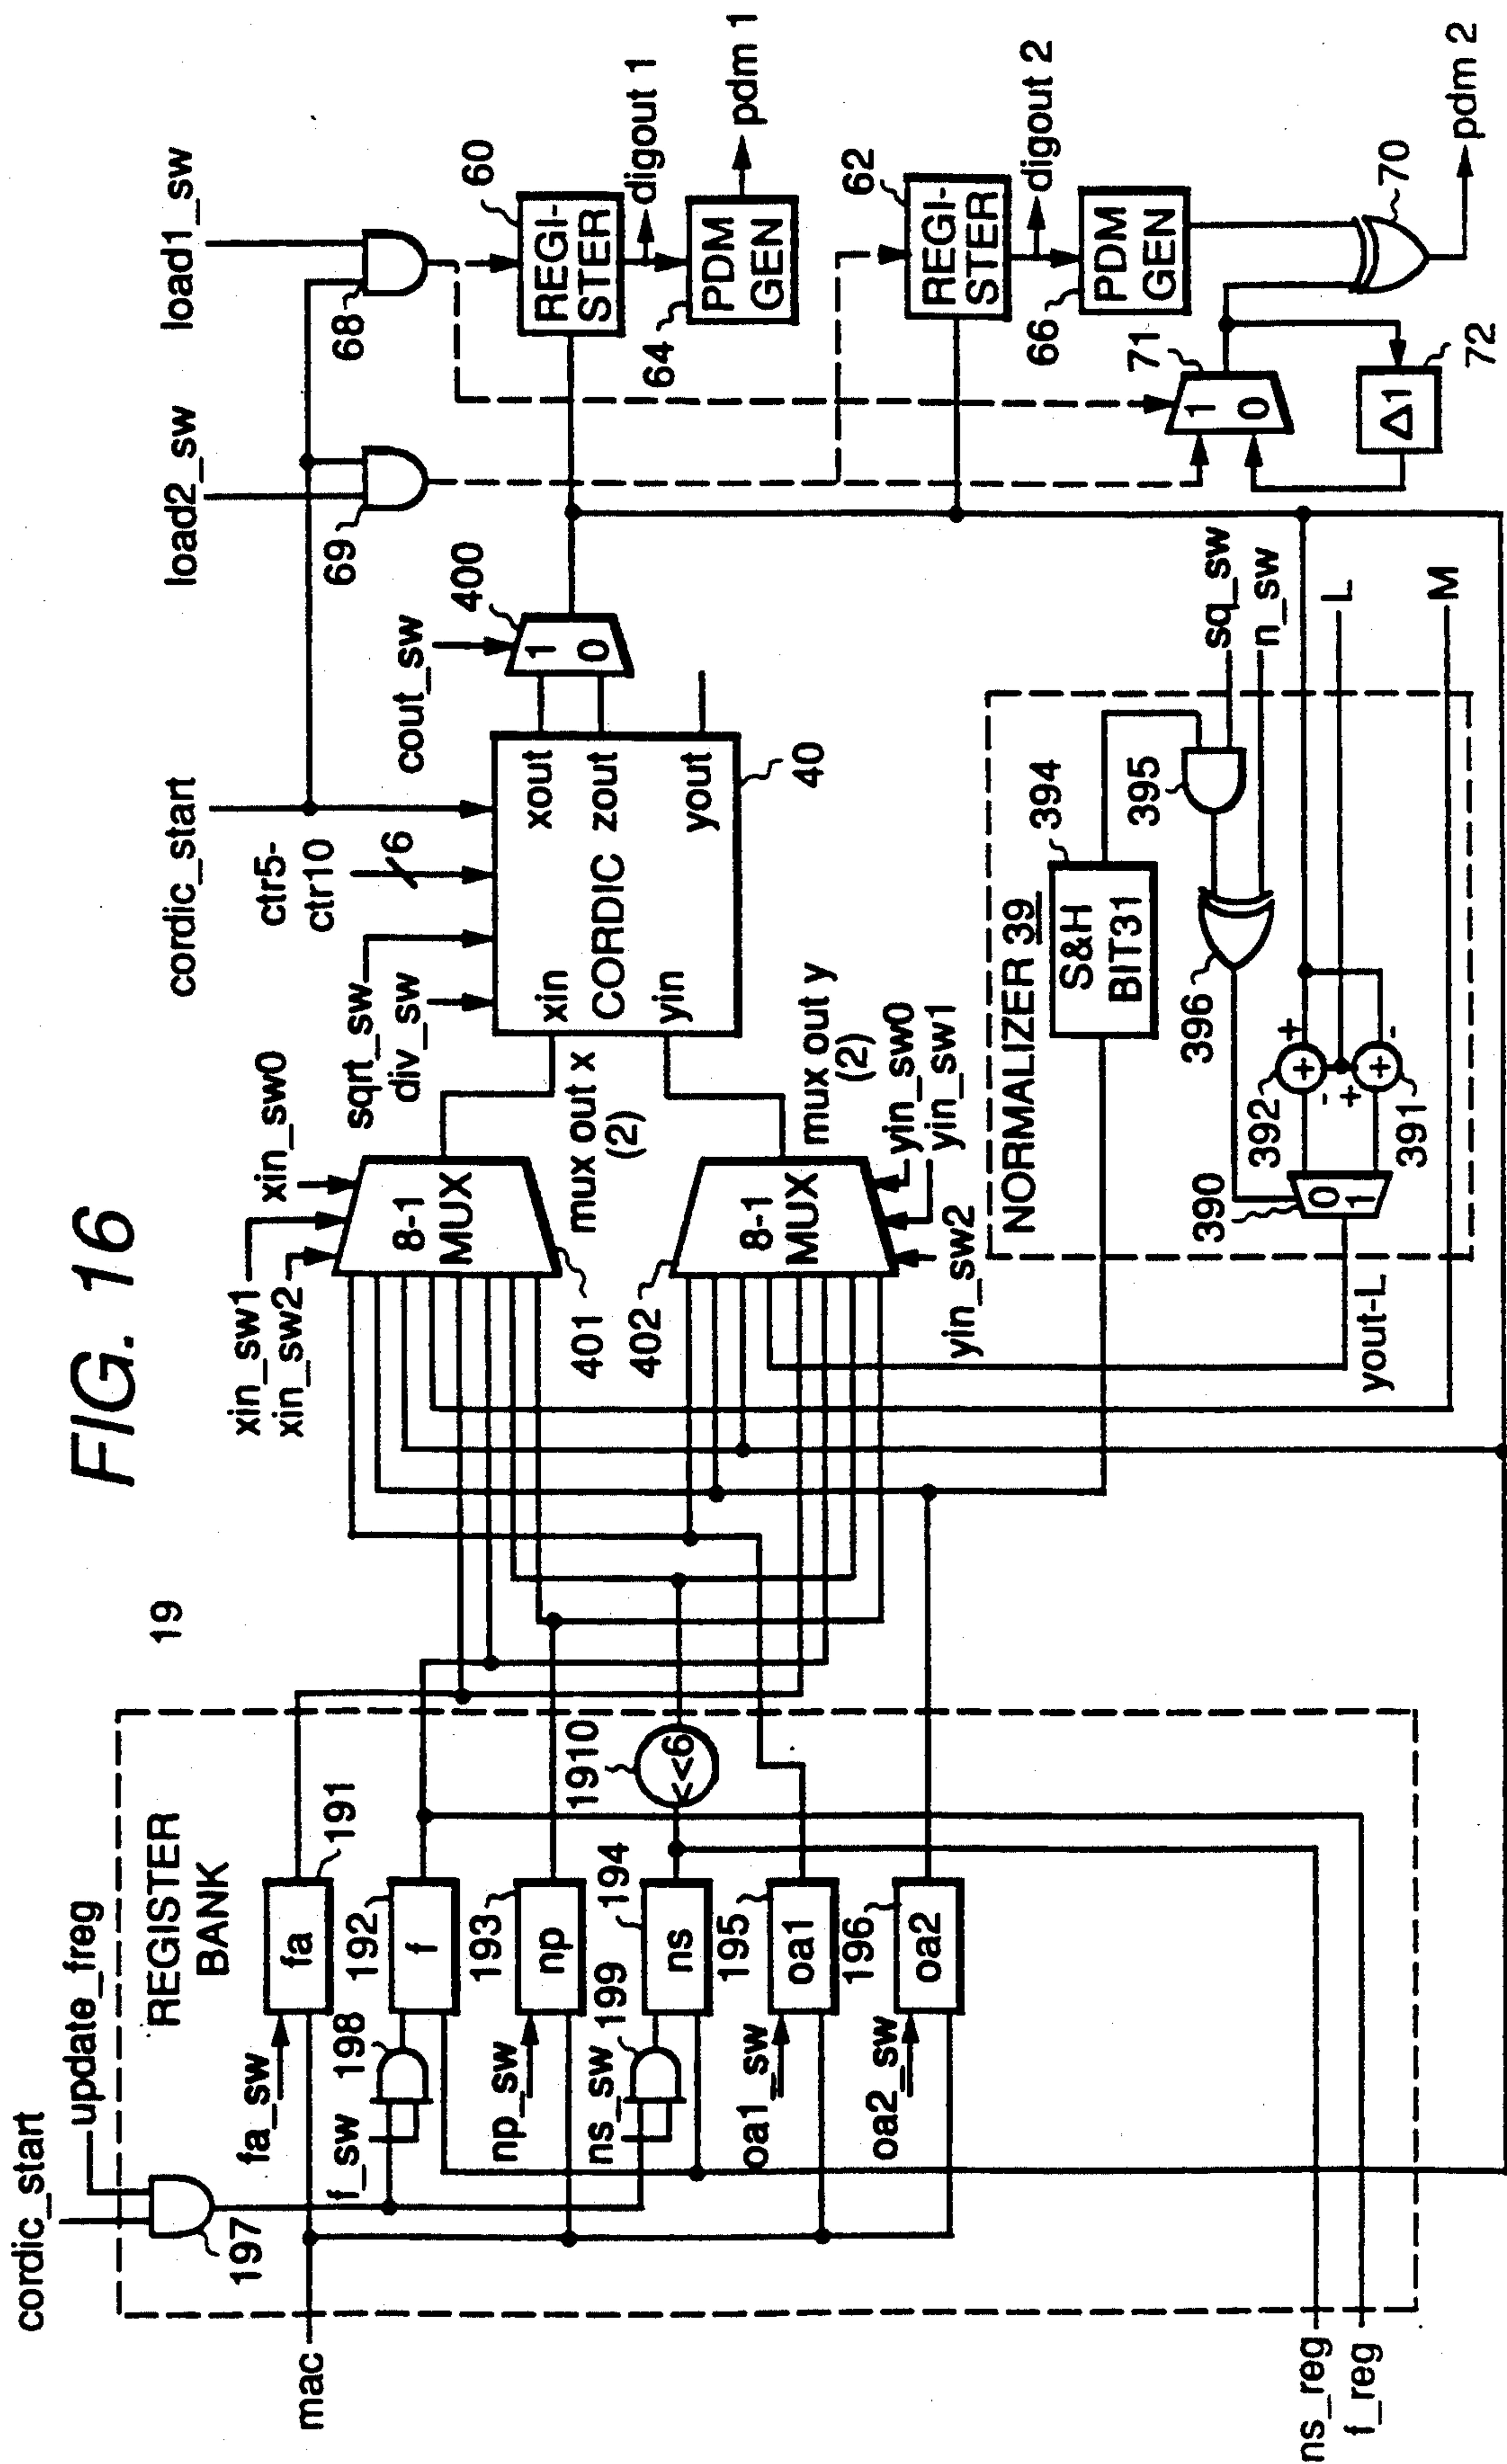 FIG. 16
19
cordic_start
update_freg
197
REGISTER
BANK
mac
fa_sw
fa
191
f_sw
198
192
f
np_sw
193
np
ns_sw
199
ns
194
1910
<<6
oa1_sw
195
oa1
oa2_sw
196
oa2
ns_reg
f_reg
xin_sw1
xin_sw2
xin_sw0
8-1
MUX
401
mux out x
(2)
402
8-1
MUX
mux out y
(2)
yin_sw0
yin_sw1
yin_sw2
sqrt_sw
div_sw
ctr5-
ctr10
6
cordic_start
xin
CORDIC
yin
xout
zout
yout
40
cout_sw
400
1
0
load2_sw
load1_sw
69
68
60
REGI-
STER
digout 1
64
PDM
GEN
pdm 1
62
REGI-
STER
digout 2
66
PDM
GEN
71
1
0
Δ1
72
70
pdm 2
NORMALIZER 39
S&H
BIT31
394
395
396
sq_sw
n_sw
L
M
392
+
+
-
+
+
-
391
390
0
1
yout-L